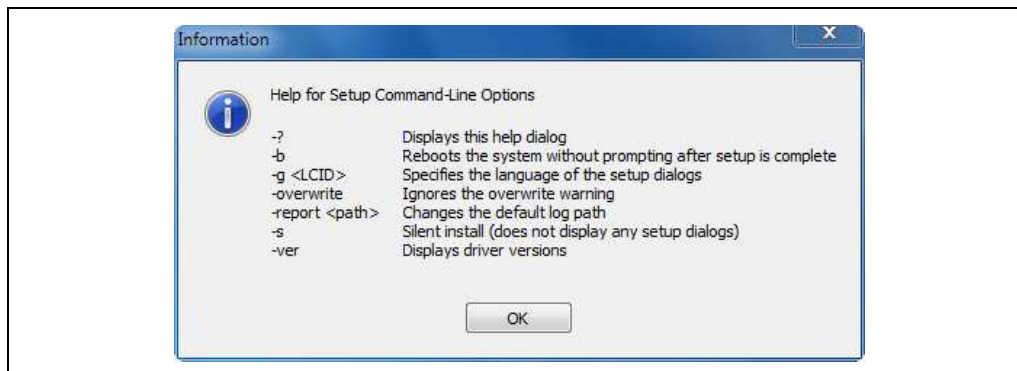 Information
Help for Setup Command-Line Options
-? Displays this help dialog
-b Reboots the system without prompting after setup is complete
-g <LCID> Specifies the language of the setup dialogs
-overwrite Ignores the overwrite warning
-report <path> Changes the default log path
-s Silent install (does not display any setup dialogs)
-ver Displays driver versions
OK